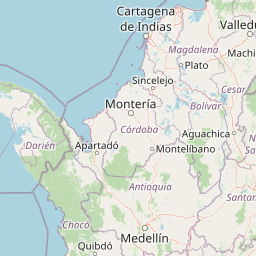 Cartagena
de Indias
Valledu
Magdalena
Plato
Machi
Sincelejo
Cesar
Montería
Bolívar
Córdoba
Aguachica
Darién
Apartadó
Montelíbano
Antioquia
Santan
Chocó
Medellín
Quibdó